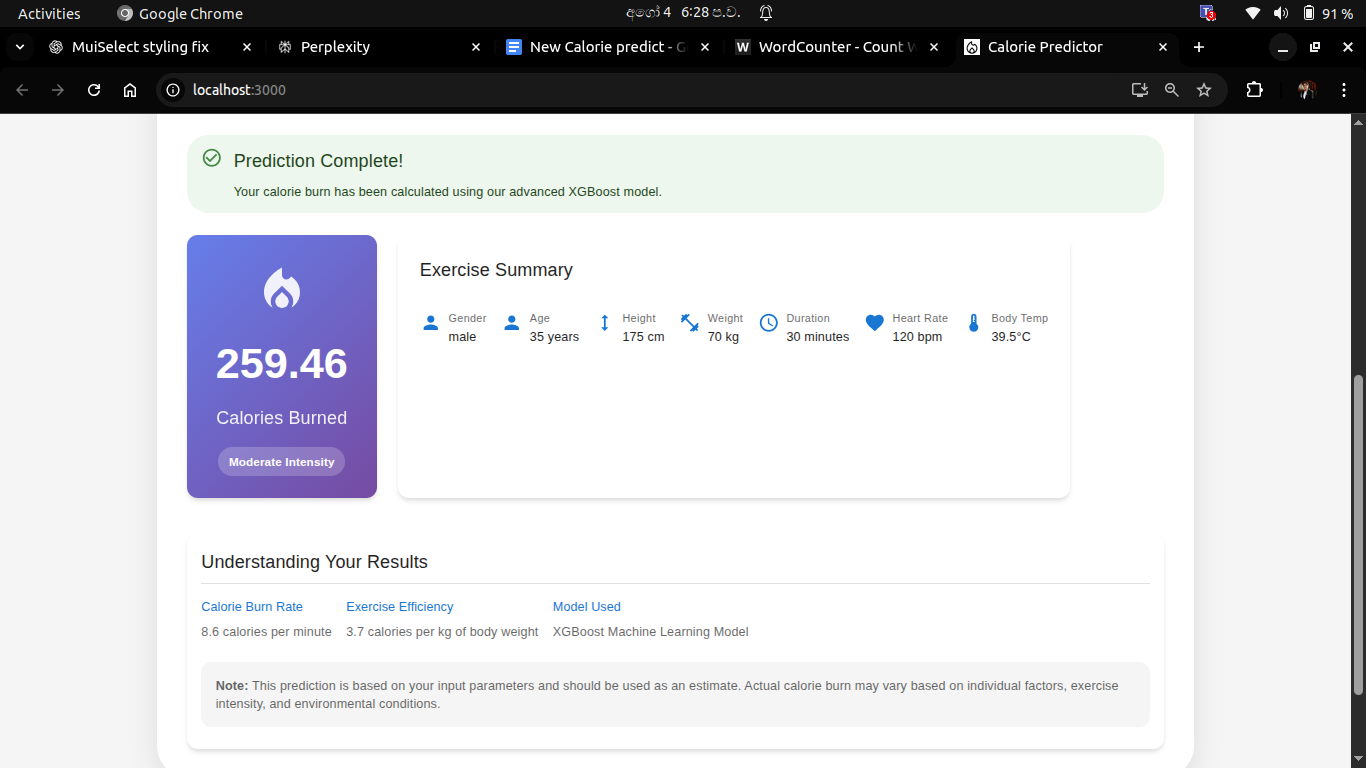 Activities Google Chrome අගෝ 4 6:28 ප.ව. 91 %
MuiSelect styling fix Perplexity New Calorie predict - G WordCounter - Count W Calorie Predictor
localhost:3000
Prediction Complete!
Your calorie burn has been calculated using our advanced XGBoost model.
259.46
Calories Burned
Moderate Intensity
Exercise Summary
Gender Age Height Weight Duration Heart Rate Body Temp
male 35 years 175 cm 70 kg 30 minutes 120 bpm 39.5°C
Understanding Your Results
Calorie Burn Rate Exercise Efficiency Model Used
8.6 calories per minute 3.7 calories per kg of body weight XGBoost Machine Learning Model
Note: This prediction is based on your input parameters and should be used as an estimate. Actual calorie burn may vary based on individual factors, exercise
intensity, and environmental conditions.